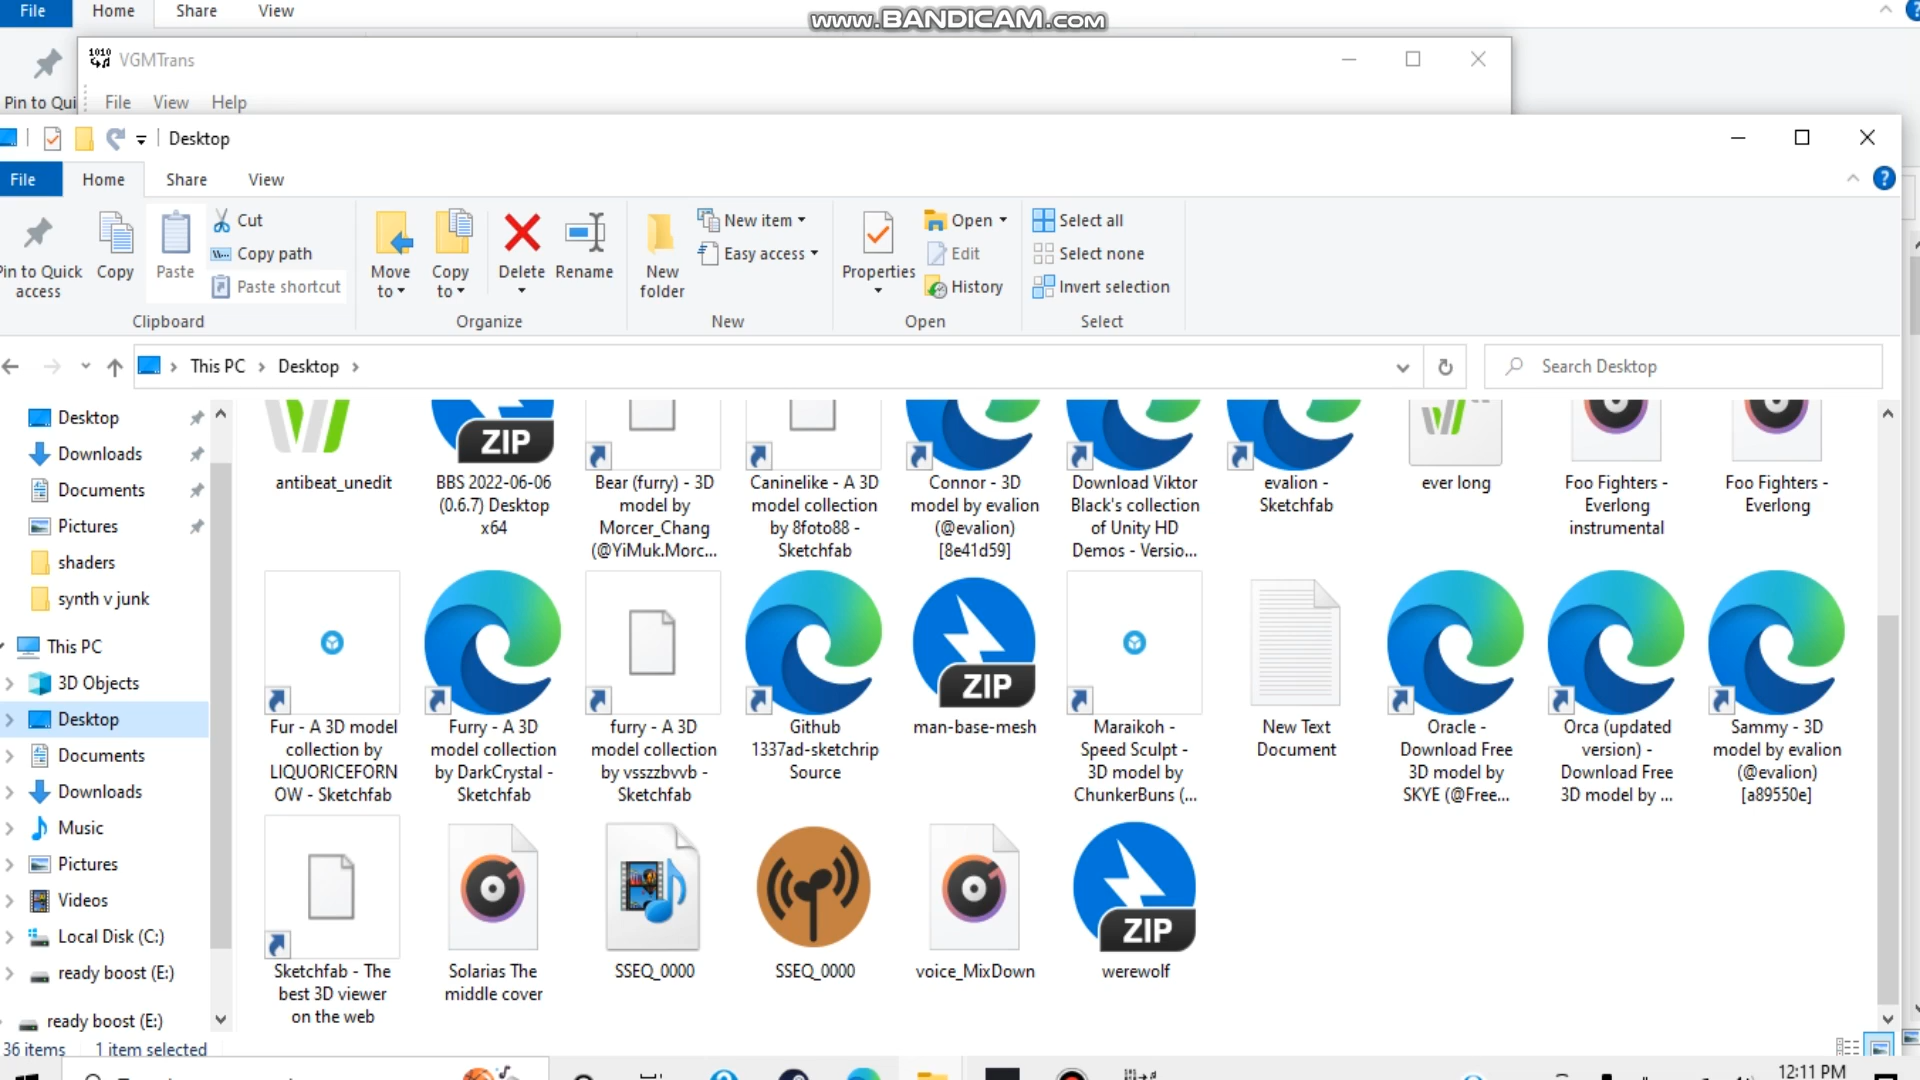 File Home Share View
www.BANDICAM.com
VGMTrans
Pin to Qui
File View Help
Desktop
File Home Share View
Pin to Quick access
Copy
Paste
Cut
Copy path
Paste shortcut
Clipboard
Move to
Copy to
Delete
Rename
Organize
New folder
New item
Easy access
New
Properties
Open
Edit
History
Open
Select all
Select none
Invert selection
Select
This PC > Desktop >
Search Desktop
Desktop
Downloads
Documents
Pictures
shaders
synth v junk
This PC
3D Objects
Desktop
Documents
Downloads
Music
Pictures
Videos
Local Disk (C:)
ready boost (E:)
ready boost (E:)
antibeat_unedit
ZIP
BBS 2022-06-06
(0.6.7) Desktop
x64
Bear (furry) - 3D
model by
Morcer_Chang
(@YiMuk.Morc...
Caninelike - A 3D
model collection
by 8foto88 -
Sketchfab
Connor - 3D
model by evalion
(@evalion)
[8e41d59]
Download Viktor
Black's collection
of Unity HD
Demos - Versio...
evalion -
Sketchfab
ever long
Foo Fighters -
Everlong
instrumental
Foo Fighters -
Everlong
Fur - A 3D model
collection by
LIQUORICEFORN
OW - Sketchfab
Furry - A 3D
model collection
by DarkCrystal -
Sketchfab
furry - A 3D
model collection
by vsszzbvvb -
Sketchfab
Github
1337ad-sketchrip
Source
ZIP
man-base-mesh
Maraikoh -
Speed Sculpt -
3D model by
ChunkerBuns (...
New Text
Document
Oracle -
Download Free
3D model by
SKYE (@Free...
Orca (updated
version) -
Download Free
3D model by ...
Sammy - 3D
model by evalion
(@evalion)
[a89550e]
Sketchfab - The
best 3D viewer
on the web
Solarias The
middle cover
SSEQ_0000
SSEQ_0000
voice_MixDown
ZIP
werewolf
36 items 1 item selected
12:11 PM